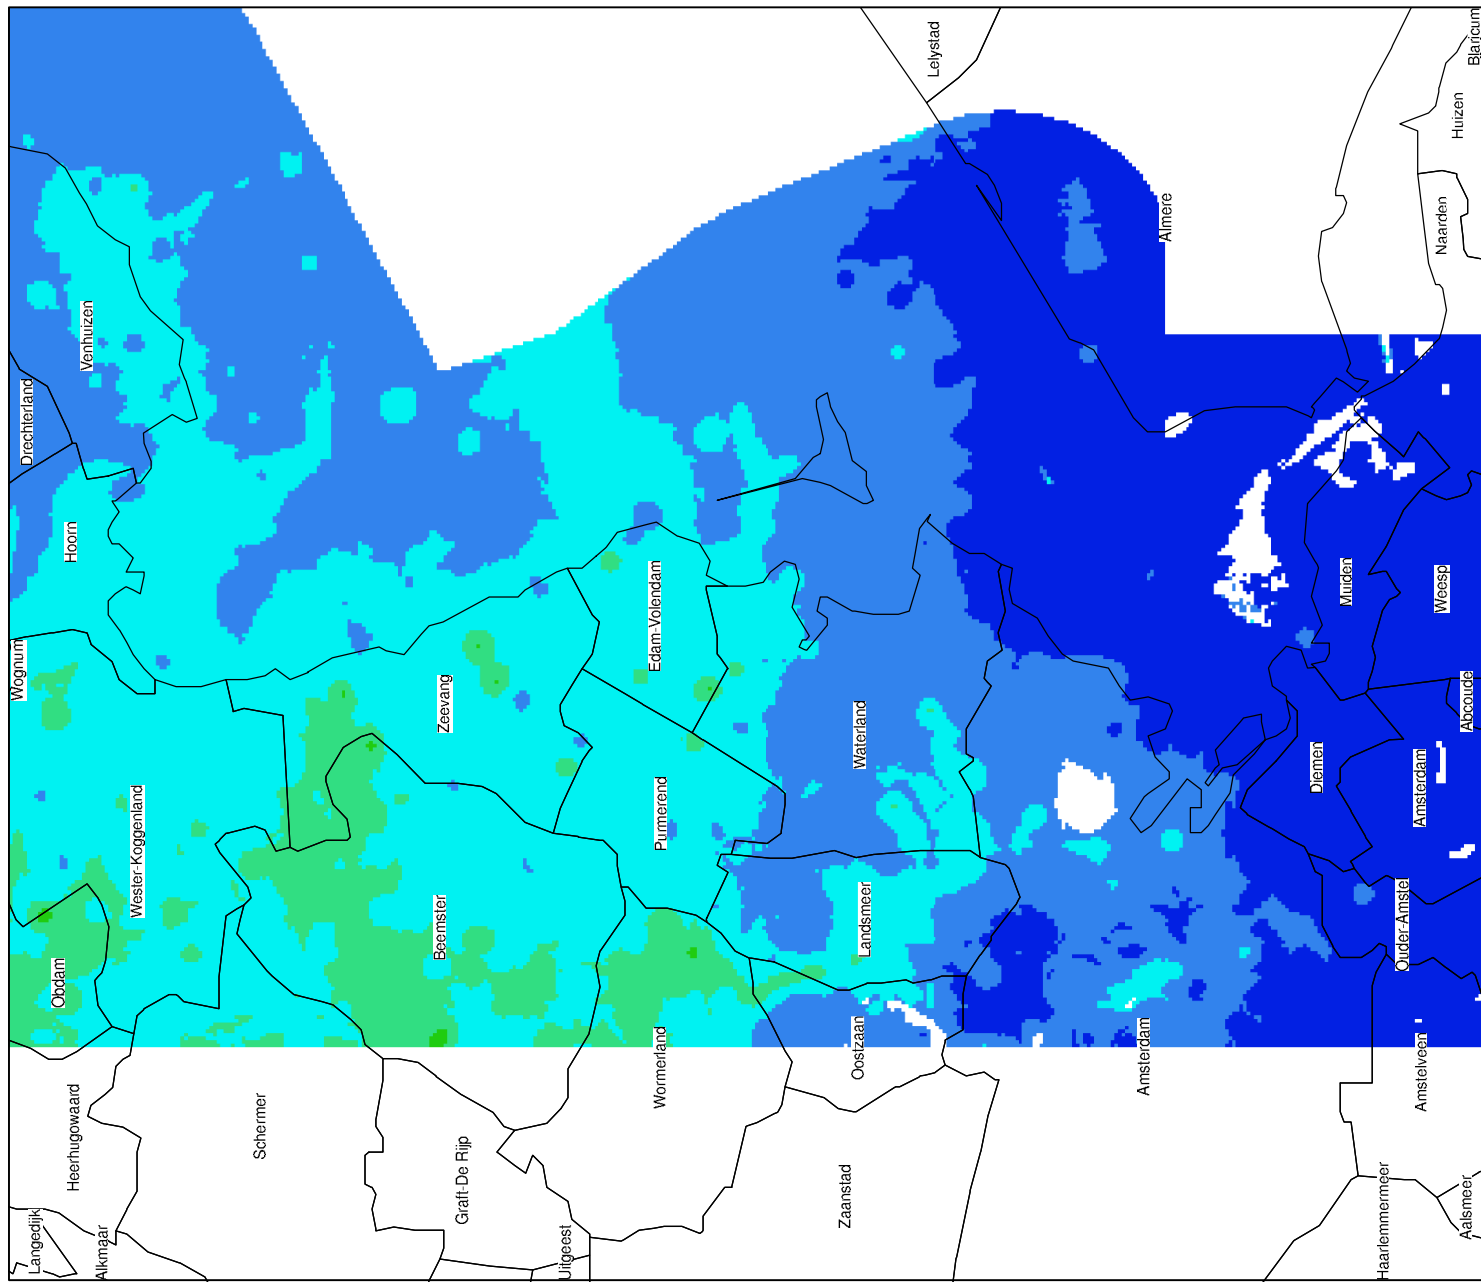 Langedijk
Alkmaar
Heerhugowaard
Schermer
Graft-De Rijp
Uitgeest
Wormerland
Zaanstad
Oostzaan
Amsterdam
Haarlemmermeer
Amstelveen
Aalsmeer
Obdam
Wester-Koggenland
Beemster
Purmerend
Landsmeer
Waterland
Ouder-Amstel
Amsterdam
Diemen
Abcoude
Wognum
Zeevang
Edam-Volendam
Muiden
Weesp
Hoorn
Drechterland
Venhuizen
Almere
Lelystad
Naarden
Huizen
Blaricum